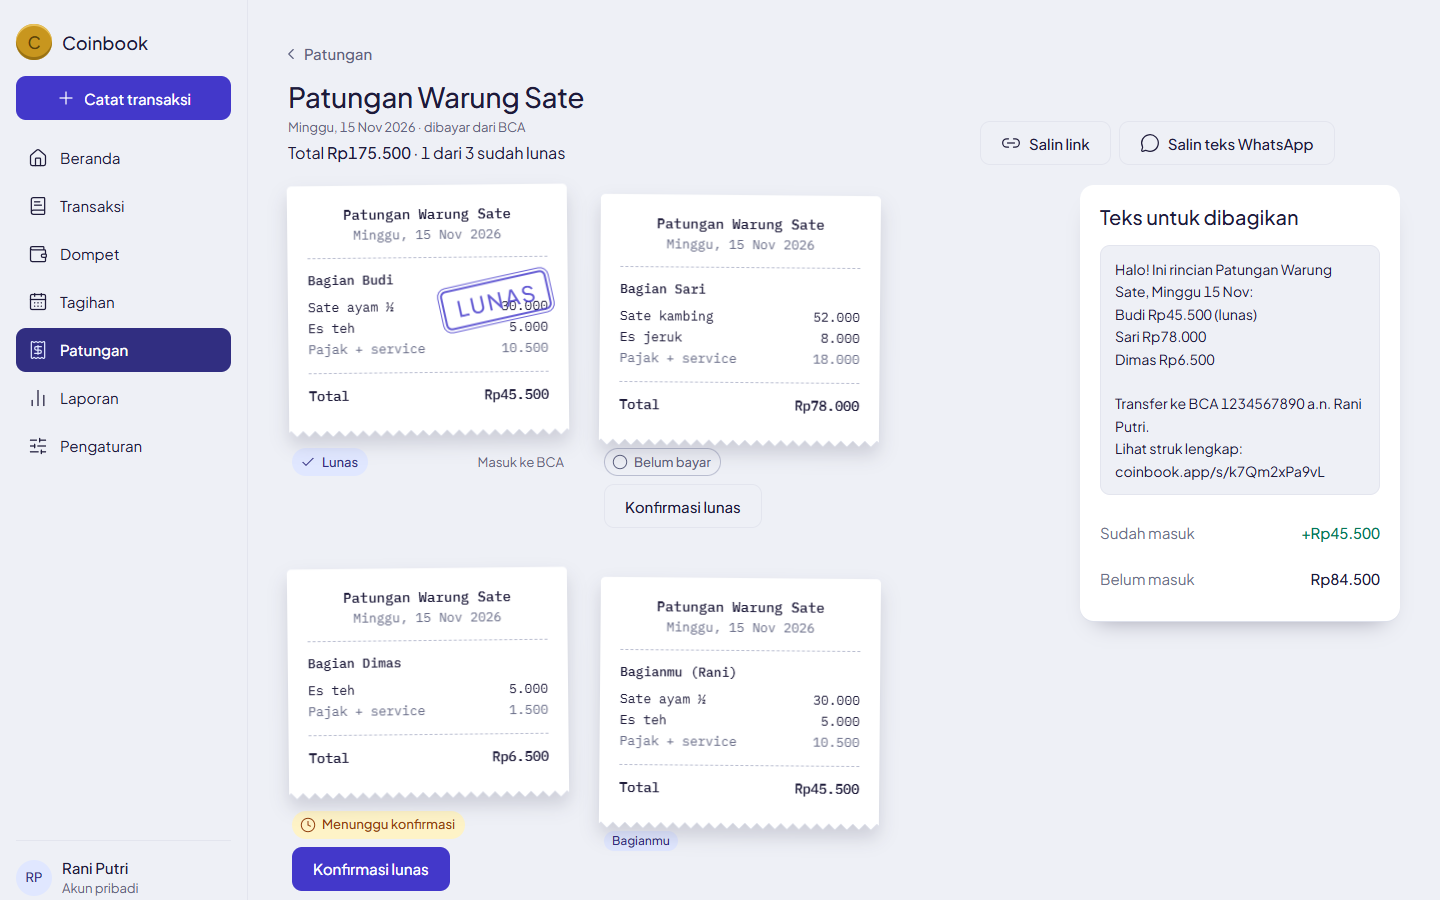 C
Coinbook
Catat transaksi
Beranda
Transaksi
Dompet
Tagihan
Patungan
Laporan
Pengaturan
RP
Rani Putri
Akun pribadi
Patungan
Patungan Warung Sate
Minggu, 15 Nov 2026 · dibayar dari BCA
Total Rp175.500 · 1 dari 3 sudah lunas
Salin link
Salin teks WhatsApp
Patungan Warung Sate
Minggu, 15 Nov 2026
Bagian Budi
LUNAS
Sate ayam ½ 30.000
Es teh 5.000
Pajak + service 10.500
Total Rp45.500
Lunas
Masuk ke BCA
Patungan Warung Sate
Minggu, 15 Nov 2026
Bagian Sari
Sate kambing 52.000
Es jeruk 8.000
Pajak + service 18.000
Total Rp78.000
Belum bayar
Konfirmasi lunas
Patungan Warung Sate
Minggu, 15 Nov 2026
Bagian Dimas
Es teh 5.000
Pajak + service 1.500
Total Rp6.500
Menunggu konfirmasi
Konfirmasi lunas
Patungan Warung Sate
Minggu, 15 Nov 2026
Bagianmu (Rani)
Sate ayam ½ 30.000
Es teh 5.000
Pajak + service 10.500
Total Rp45.500
Bagianmu
Teks untuk dibagikan
Halo! Ini rincian Patungan Warung
Sate, Minggu 15 Nov:
Budi Rp45.500 (lunas)
Sari Rp78.000
Dimas Rp6.500
Transfer ke BCA 1234567890 a.n. Rani
Putri.
Lihat struk lengkap:
coinbook.app/s/k7Qm2xPa9vL
Sudah masuk +Rp45.500
Belum masuk Rp84.500